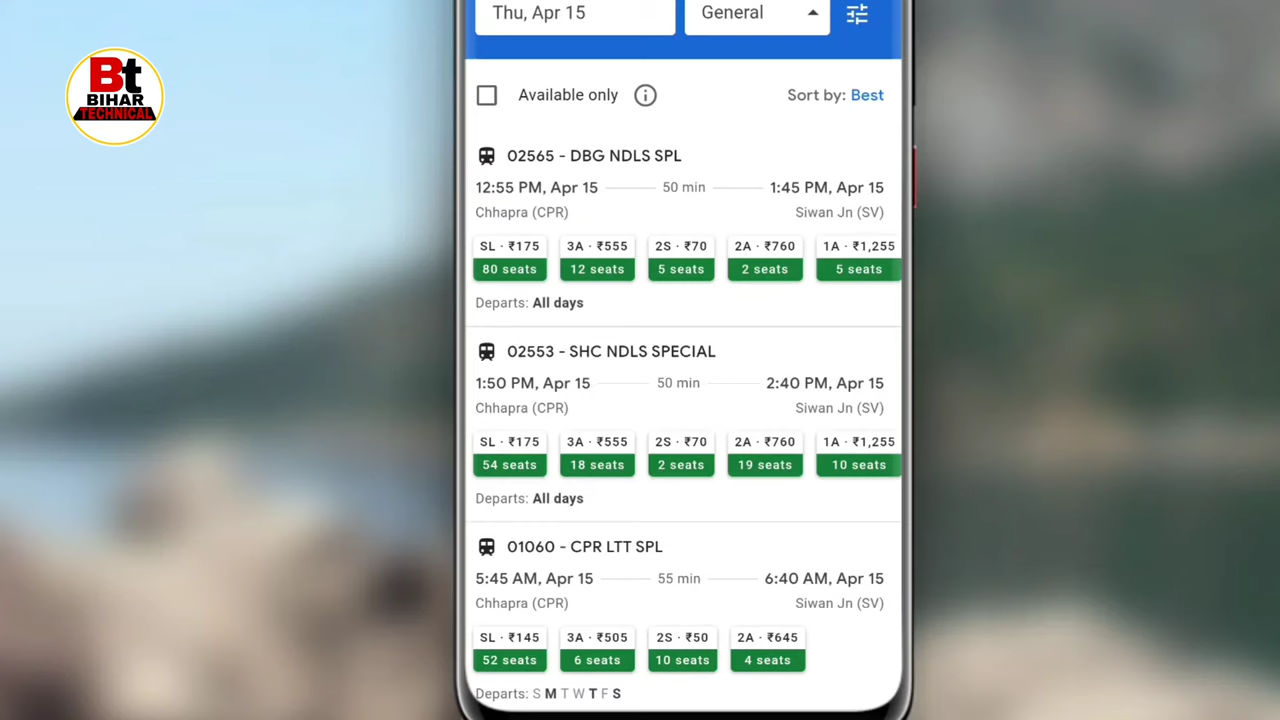 Thu, Apr 15
General
Bt
BIHAR
TECHNICAL
Available only
Sort by: Best
02565 - DBG NDLS SPL
12:55 PM, Apr 15 50 min 1:45 PM, Apr 15
Chhapra (CPR) Siwan Jn (SV)
SL · ₹175 3A · ₹555 2S · ₹70 2A · ₹760 1A · ₹1,255
80 seats 12 seats 5 seats 2 seats 5 seats
Departs: All days
02553 - SHC NDLS SPECIAL
1:50 PM, Apr 15 50 min 2:40 PM, Apr 15
Chhapra (CPR) Siwan Jn (SV)
SL · ₹175 3A · ₹555 2S · ₹70 2A · ₹760 1A · ₹1,255
54 seats 18 seats 2 seats 19 seats 10 seats
Departs: All days
01060 - CPR LTT SPL
5:45 AM, Apr 15 55 min 6:40 AM, Apr 15
Chhapra (CPR) Siwan Jn (SV)
SL · ₹145 3A · ₹505 2S · ₹50 2A · ₹645
52 seats 6 seats 10 seats 4 seats
Departs: S M T W T F S